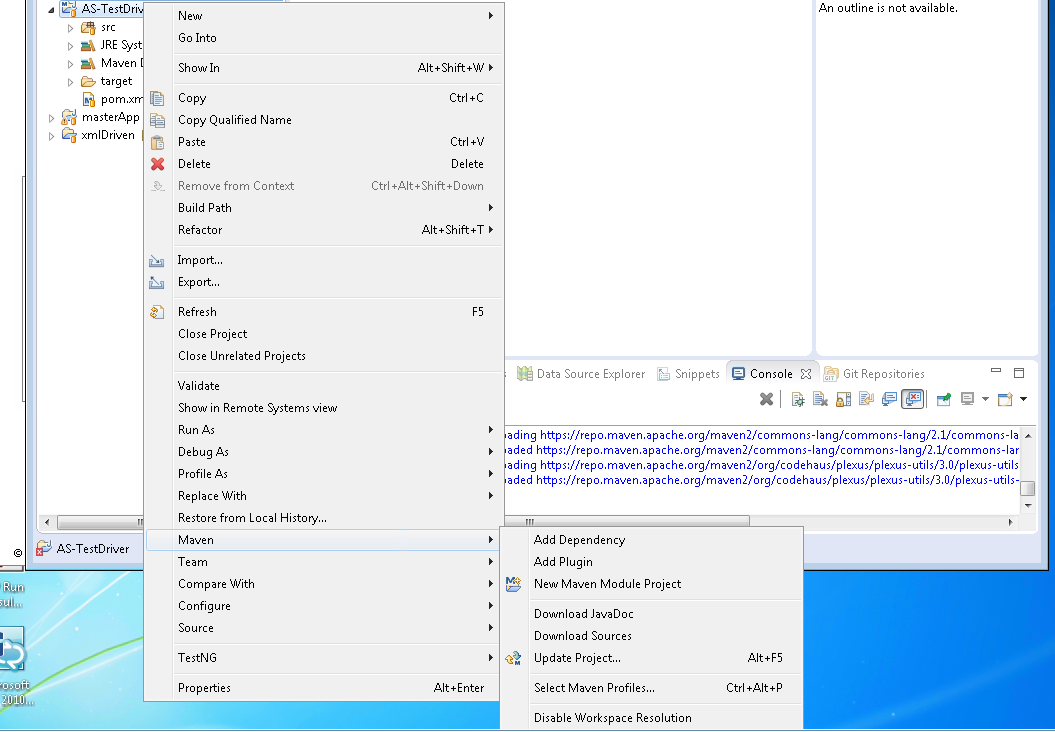 AS-TestDriv
src
JRE Syst
Maven D
target
pom.xm
masterApp
xmlDriven
New
Go Into
Show In Alt+Shift+W
Copy Ctrl+C
Copy Qualified Name
Paste Ctrl+V
Delete Delete
Remove from Context Ctrl+Alt+Shift+Down
Build Path
Refactor Alt+Shift+T
Import...
Export...
Refresh F5
Close Project
Close Unrelated Projects
Validate
Show in Remote Systems view
Run As
Debug As
Profile As
Replace With
Restore from Local History...
Maven
Team
Compare With
Configure
Source
TestNG
Properties Alt+Enter
Add Dependency
Add Plugin
New Maven Module Project
Download JavaDoc
Download Sources
Update Project... Alt+F5
Select Maven Profiles... Ctrl+Alt+P
Disable Workspace Resolution
An outline is not available.
Data Source Explorer Snippets Console Git Repositories
oading https://repo.maven.apache.org/maven2/commons-lang/commons-lang/2.1/commons-la
oaded https://repo.maven.apache.org/maven2/commons-lang/commons-lang/2.1/commons-lan
oading https://repo.maven.apache.org/maven2/org/codehaus/plexus/plexus-utils/3.0/plexus-utils
oaded https://repo.maven.apache.org/maven2/org/codehaus/plexus/plexus-utils/3.0/plexus-utils-
©
AS-TestDriver
Run
sul...
rosoft
2010...